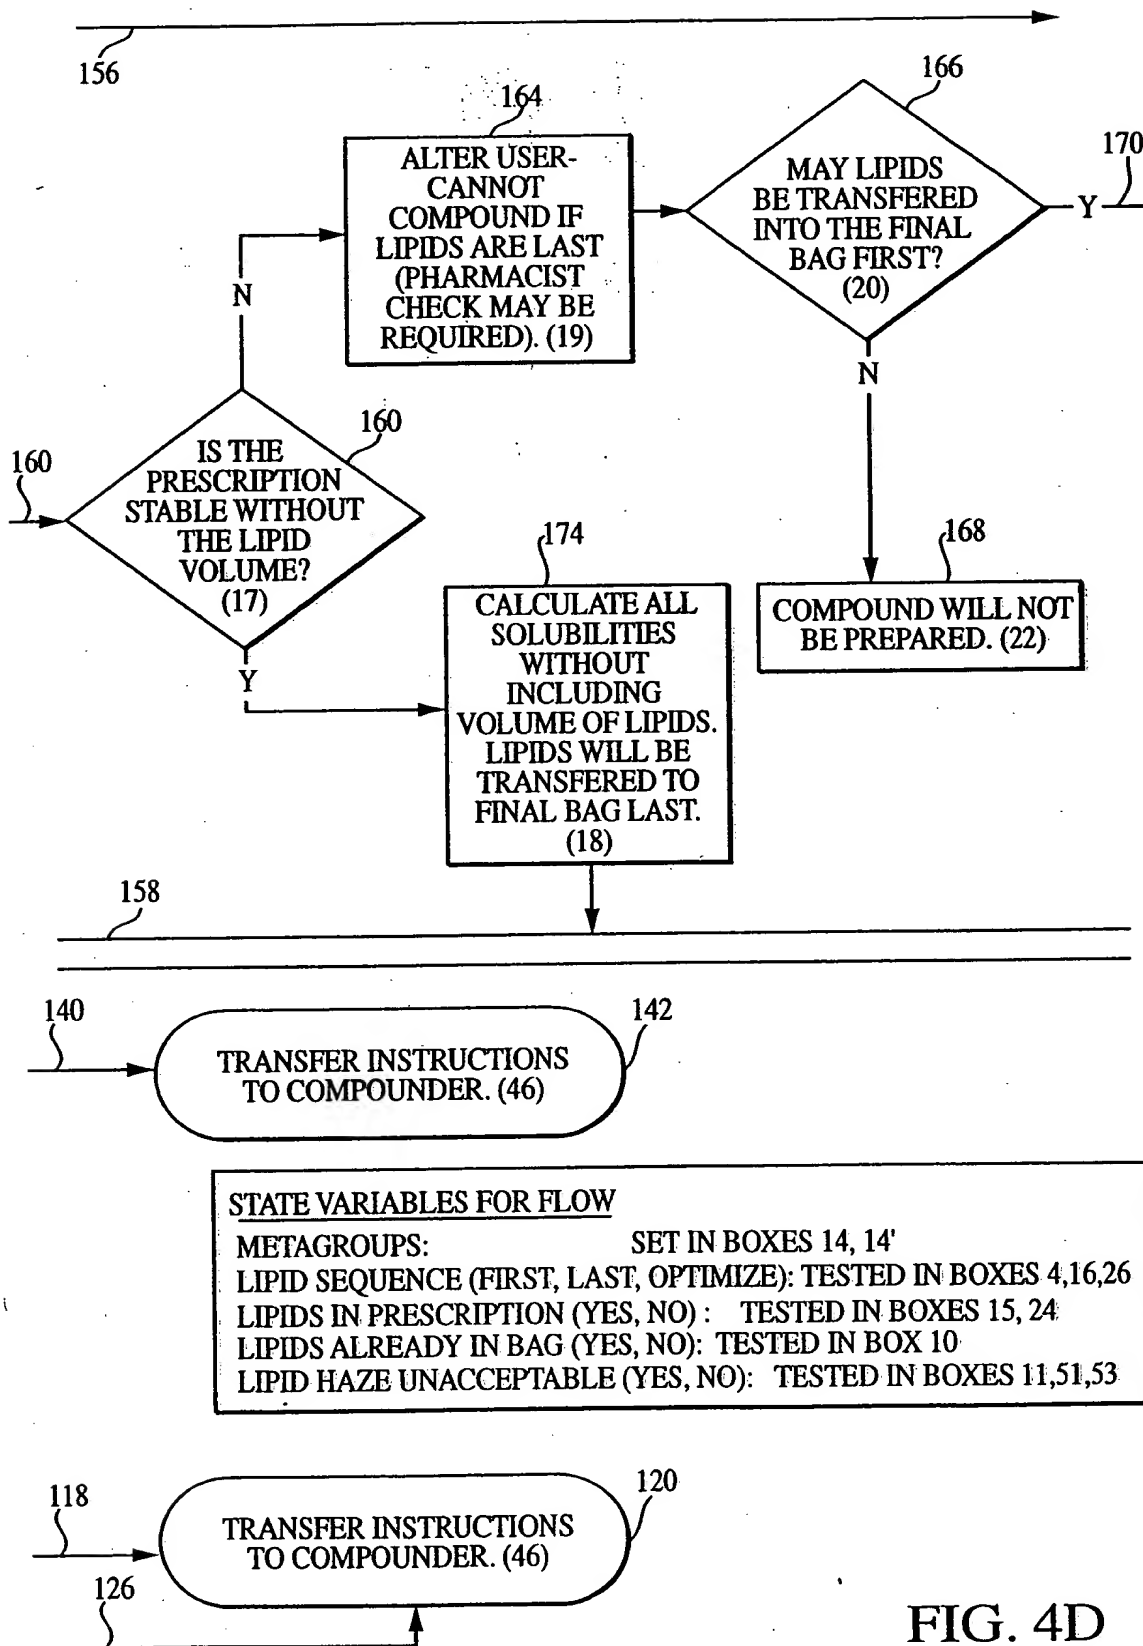 156
164
166
170
ALTER USER-
CANNOT
COMPOUND IF
LIPIDS ARE LAST
(PHARMACIST
CHECK MAY BE
REQUIRED). (19)
MAY LIPIDS
BE TRANSFERED
INTO THE FINAL
BAG FIRST?
(20)
Y
N
N
160
160
IS THE
PRESCRIPTION
STABLE WITHOUT
THE LIPID
VOLUME?
(17)
Y
174
CALCULATE ALL
SOLUBILITIES
WITHOUT
INCLUDING
VOLUME OF LIPIDS.
LIPIDS WILL BE
TRANSFERED TO
FINAL BAG LAST.
(18)
168
COMPOUND WILL NOT
BE PREPARED. (22)
158
140
142
TRANSFER INSTRUCTIONS
TO COMPOUNDER. (46)
STATE VARIABLES FOR FLOW
METAGROUPS: SET IN BOXES 14, 14'
LIPID SEQUENCE (FIRST, LAST, OPTIMIZE): TESTED IN BOXES 4,16,26
LIPIDS IN PRESCRIPTION (YES, NO) : TESTED IN BOXES 15, 24
LIPIDS ALREADY IN BAG (YES, NO): TESTED IN BOX 10
LIPID HAZE UNACCEPTABLE (YES, NO): TESTED IN BOXES 11,51,53
118
120
TRANSFER INSTRUCTIONS
TO COMPOUNDER. (46)
126
FIG. 4D